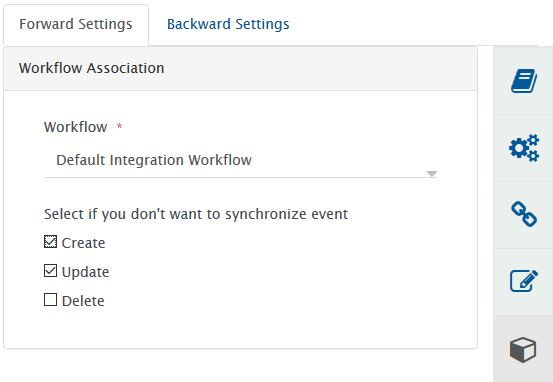 Forward Settings
Backward Settings
Workflow Association
Workflow *
Default Integration Workflow
Select if you don't want to synchronize event
Create
Update
Delete